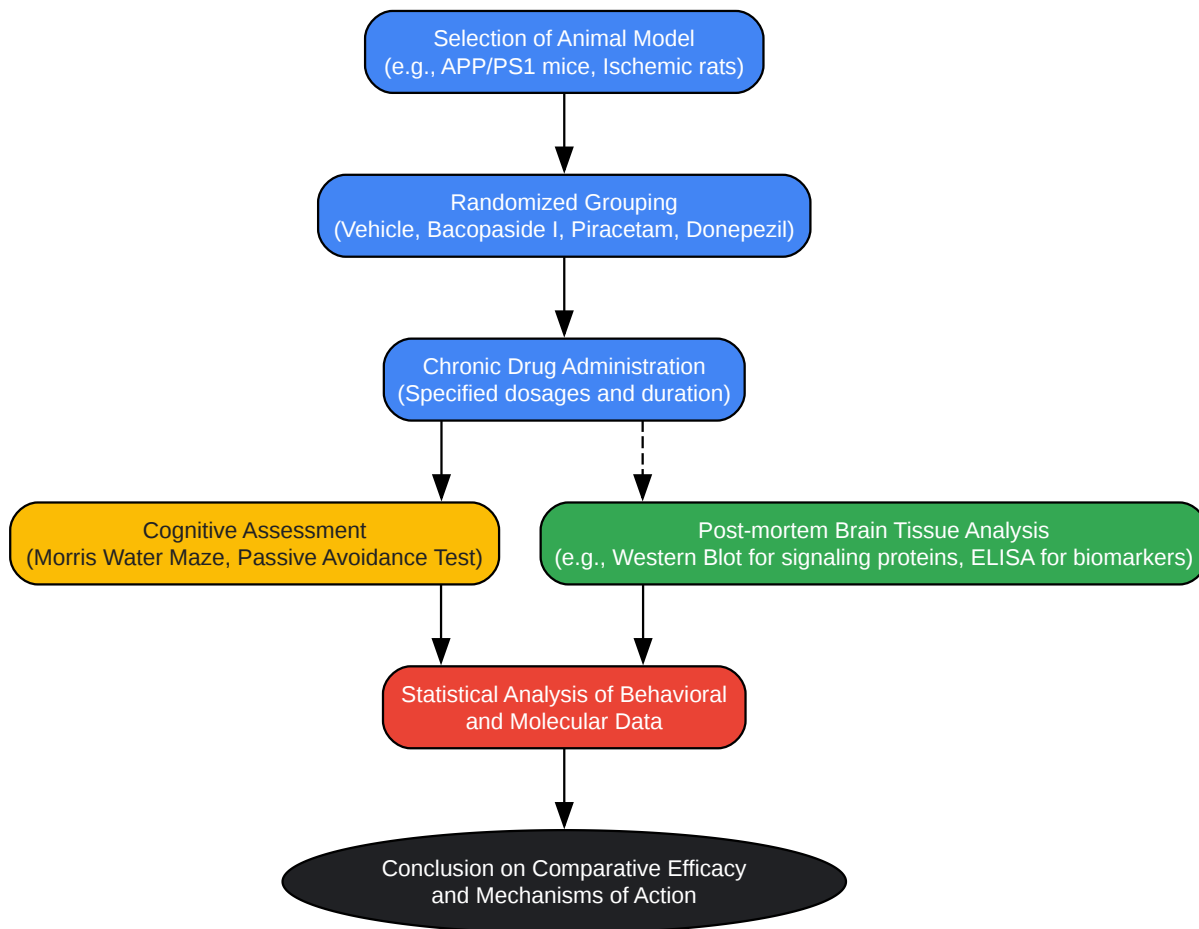 Selection of Animal Model
(e.g., APP/PS1 mice, Ischemic rats)
Randomized Grouping
(Vehicle, Bacopaside I, Piracetam, Donepezil)
Chronic Drug Administration
(Specified dosages and duration)
Cognitive Assessment
(Morris Water Maze, Passive Avoidance Test)
Post-mortem Brain Tissue Analysis
(e.g., Western Blot for signaling proteins, ELISA for biomarkers)
Statistical Analysis of Behavioral
and Molecular Data
Conclusion on Comparative Efficacy
and Mechanisms of Action